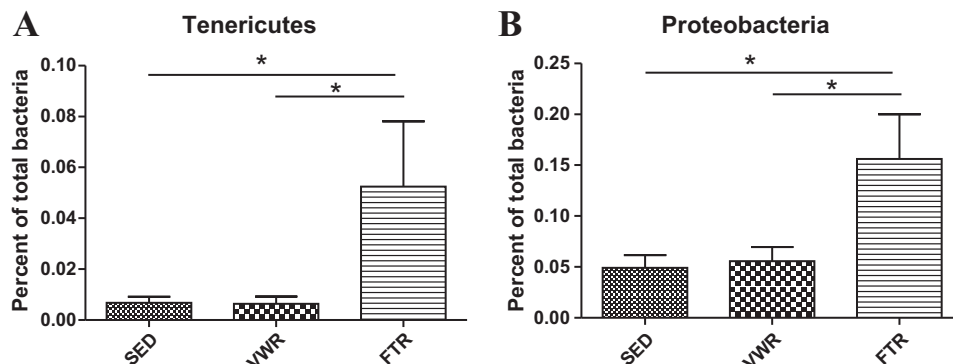 A Tenericutes
Percent of total bacteria
0.10
0.08
0.06
0.04
0.02
0.00
*
*
SED
VWR
FTR
B Proteobacteria
Percent of total bacteria
0.25
0.20
0.15
0.10
0.05
0.00
*
*
SED
VWR
FTR